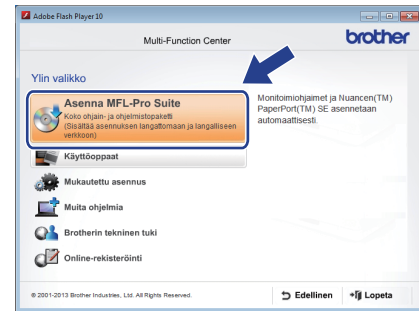 Adobe Flash Player 10
Multi-Function Center
brother
Ylin valikko
Asenna MFL-Pro Suite
Koko ohjain- ja ohjelmistopaketti
(Sisältää asennuksen langattomaan ja langalliseen
verkkoon)
Monitoimiohjaimet ja Nuancen(TM)
PaperPort(TM) SE asennetaan
automaattisesti.
Käyttöoppaat
Mukautettu asennus
Muita ohjelmia
Brotherin tekninen tuki
Online-rekisteröinti
© 2001-2013 Brother Industries, Ltd. All Rights Reserved.
Edellinen
Lopeta